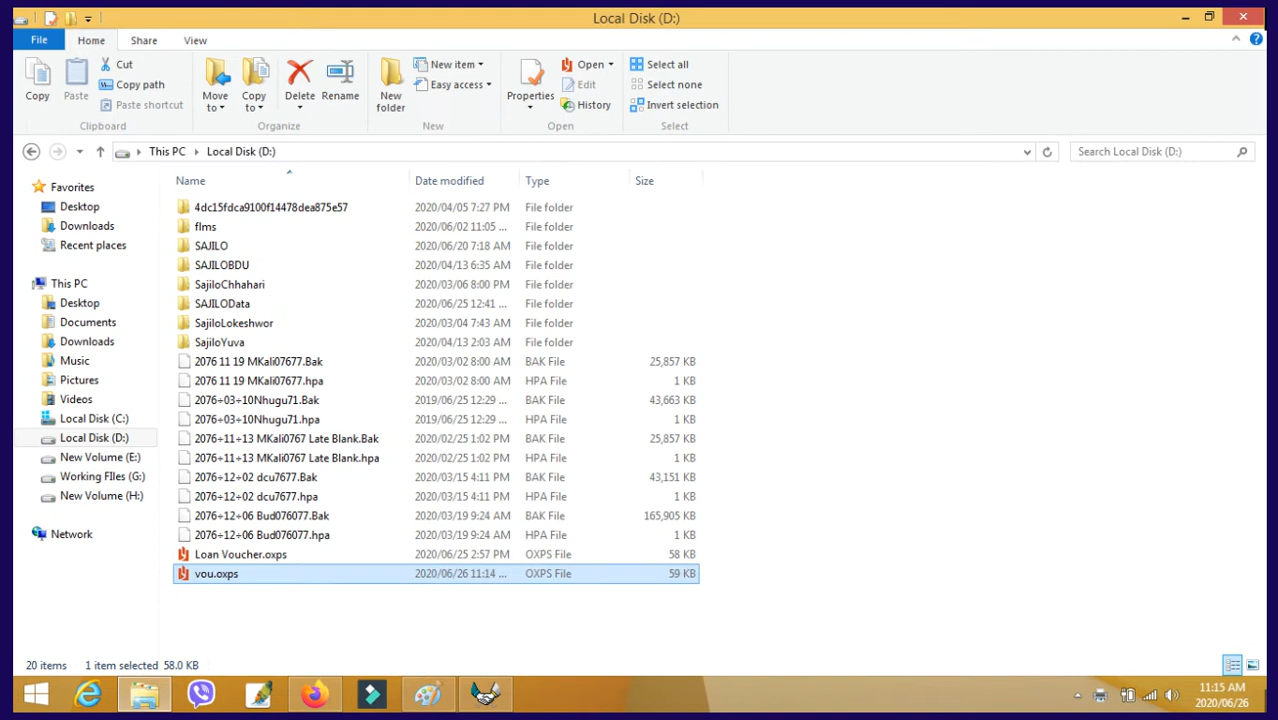 Local Disk (D:)
File Home Share View
Copy Paste Cut Copy path Paste shortcut Move to Copy to Delete Rename New folder New item Easy access Properties Open Edit History Select all Select none Invert selection
Clipboard Organize New Open Select
This PC Local Disk (D:) Search Local Disk (D:)
Name Date modified Type Size
Favorites
Desktop
Downloads
Recent places
This PC
Desktop
Documents
Downloads
Music
Pictures
Videos
Local Disk (C:)
Local Disk (D:)
New Volume (E:)
Working FIles (G:)
New Volume (H:)
Network
4dc15fdca9100f14478dea875e57 2020/04/05 7:27 PM File folder
flms 2020/06/02 11:05 ... File folder
SAJILO 2020/06/20 7:18 AM File folder
SAJILOBDU 2020/04/13 6:35 AM File folder
SajiloChhahari 2020/03/06 8:00 PM File folder
SAJILOData 2020/06/25 12:41 ... File folder
SajiloLokeshwor 2020/03/04 7:43 AM File folder
SajiloYuva 2020/04/13 2:03 AM File folder
2076 11 19 MKali07677.Bak 2020/03/02 8:00 AM BAK File 25,857 KB
2076 11 19 MKali07677.hpa 2020/03/02 8:00 AM HPA File 1 KB
2076÷03÷10Nhugu71.Bak 2019/06/25 12:29 ... BAK File 43,663 KB
2076÷03÷10Nhugu71.hpa 2019/06/25 12:29 ... HPA File 1 KB
2076÷11÷13 MKali0767 Late Blank.Bak 2020/02/25 1:02 PM BAK File 25,857 KB
2076÷11÷13 MKali0767 Late Blank.hpa 2020/02/25 1:02 PM HPA File 1 KB
2076÷12÷02 dcu7677.Bak 2020/03/15 4:11 PM BAK File 43,151 KB
2076÷12÷02 dcu7677.hpa 2020/03/15 4:11 PM HPA File 1 KB
2076÷12÷06 Bud076077.Bak 2020/03/19 9:24 AM BAK File 165,905 KB
2076÷12÷06 Bud076077.hpa 2020/03/19 9:24 AM HPA File 1 KB
Loan Voucher.oxps 2020/06/25 2:57 PM OXPS File 58 KB
vou.oxps 2020/06/26 11:14 ... OXPS File 59 KB
20 items 1 item selected 58.0 KB
11:15 AM
2020/06/26